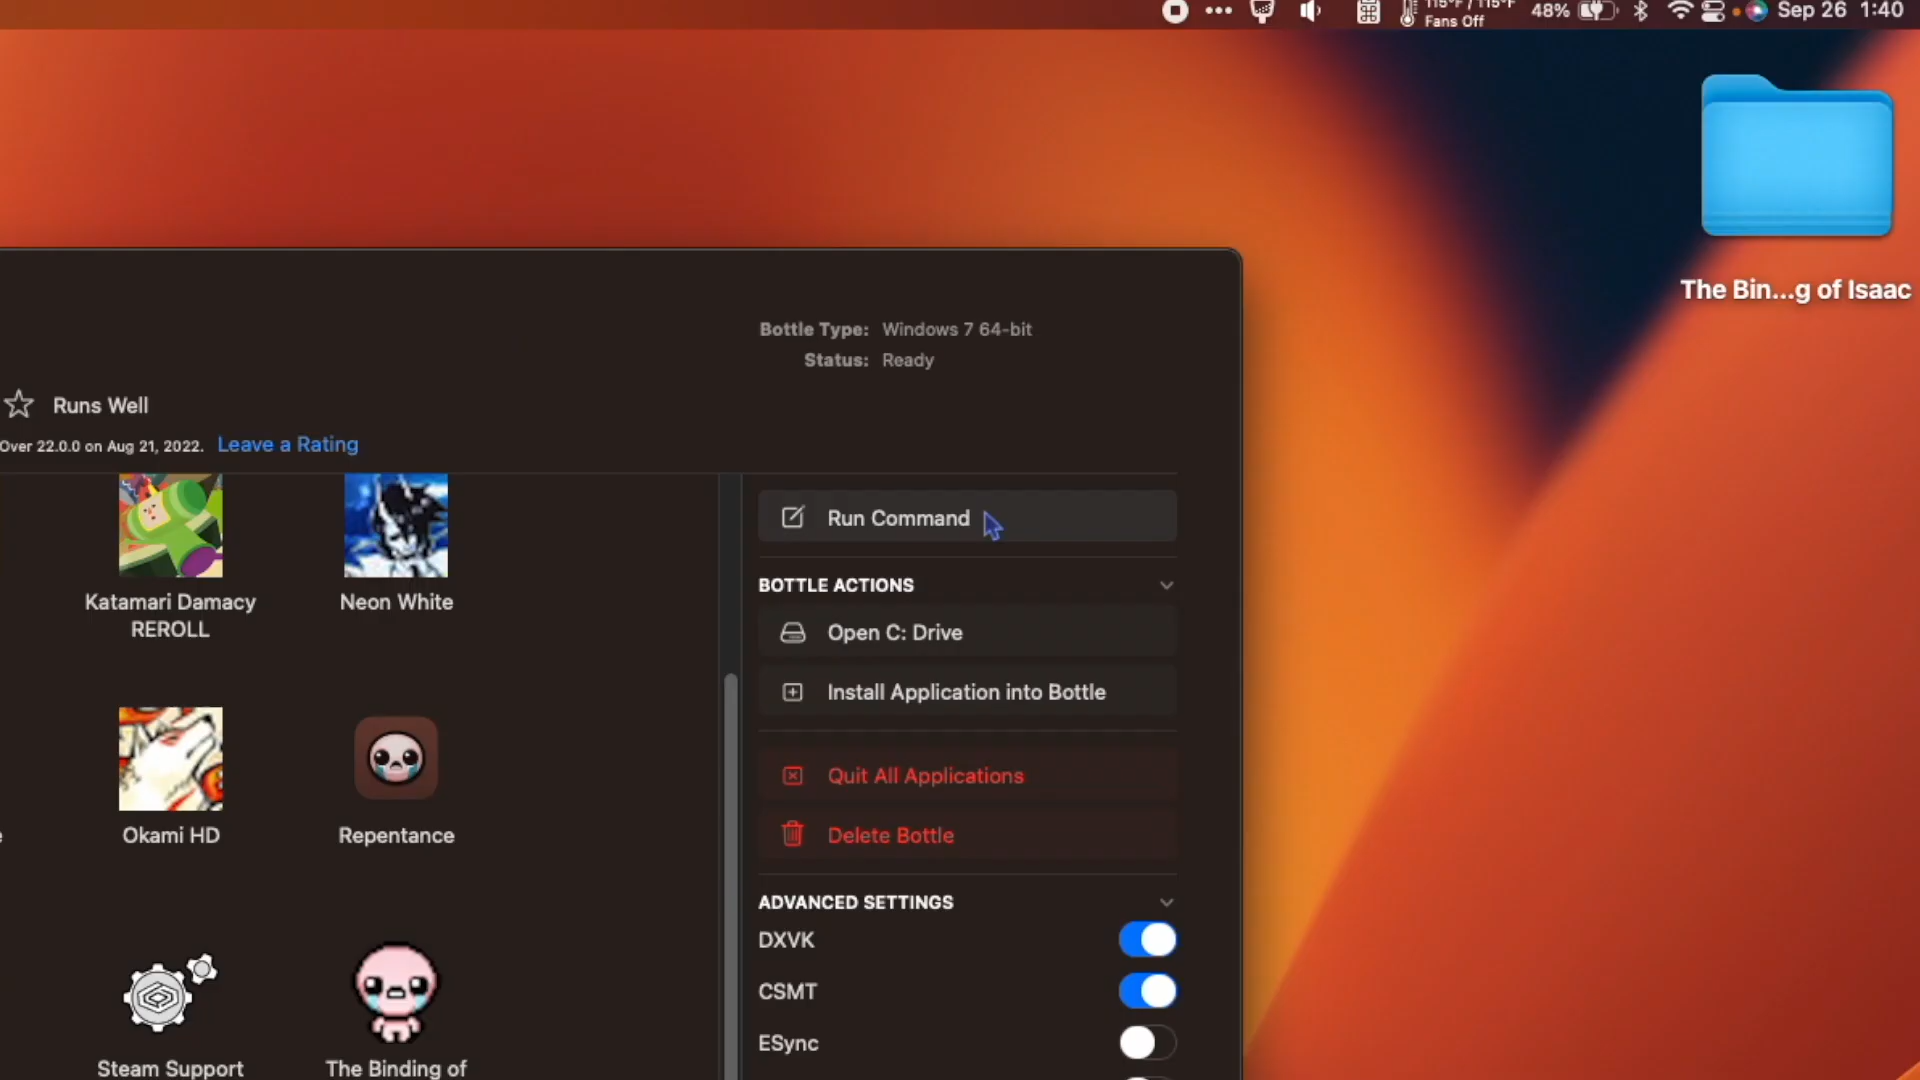 115°F / 115°F
Fans Off
48%
Sep 26 1:40
The Bin...g of Isaac
Bottle Type: Windows 7 64-bit
Status: Ready
Runs Well
Over 22.0.0 on Aug 21, 2022. Leave a Rating
Run Command
Katamari Damacy
REROLL
Neon White
BOTTLE ACTIONS
Open C: Drive
Install Application into Bottle
Quit All Applications
Okami HD
Repentance
Delete Bottle
ADVANCED SETTINGS
DXVK
CSMT
ESync
Steam Support
The Binding of